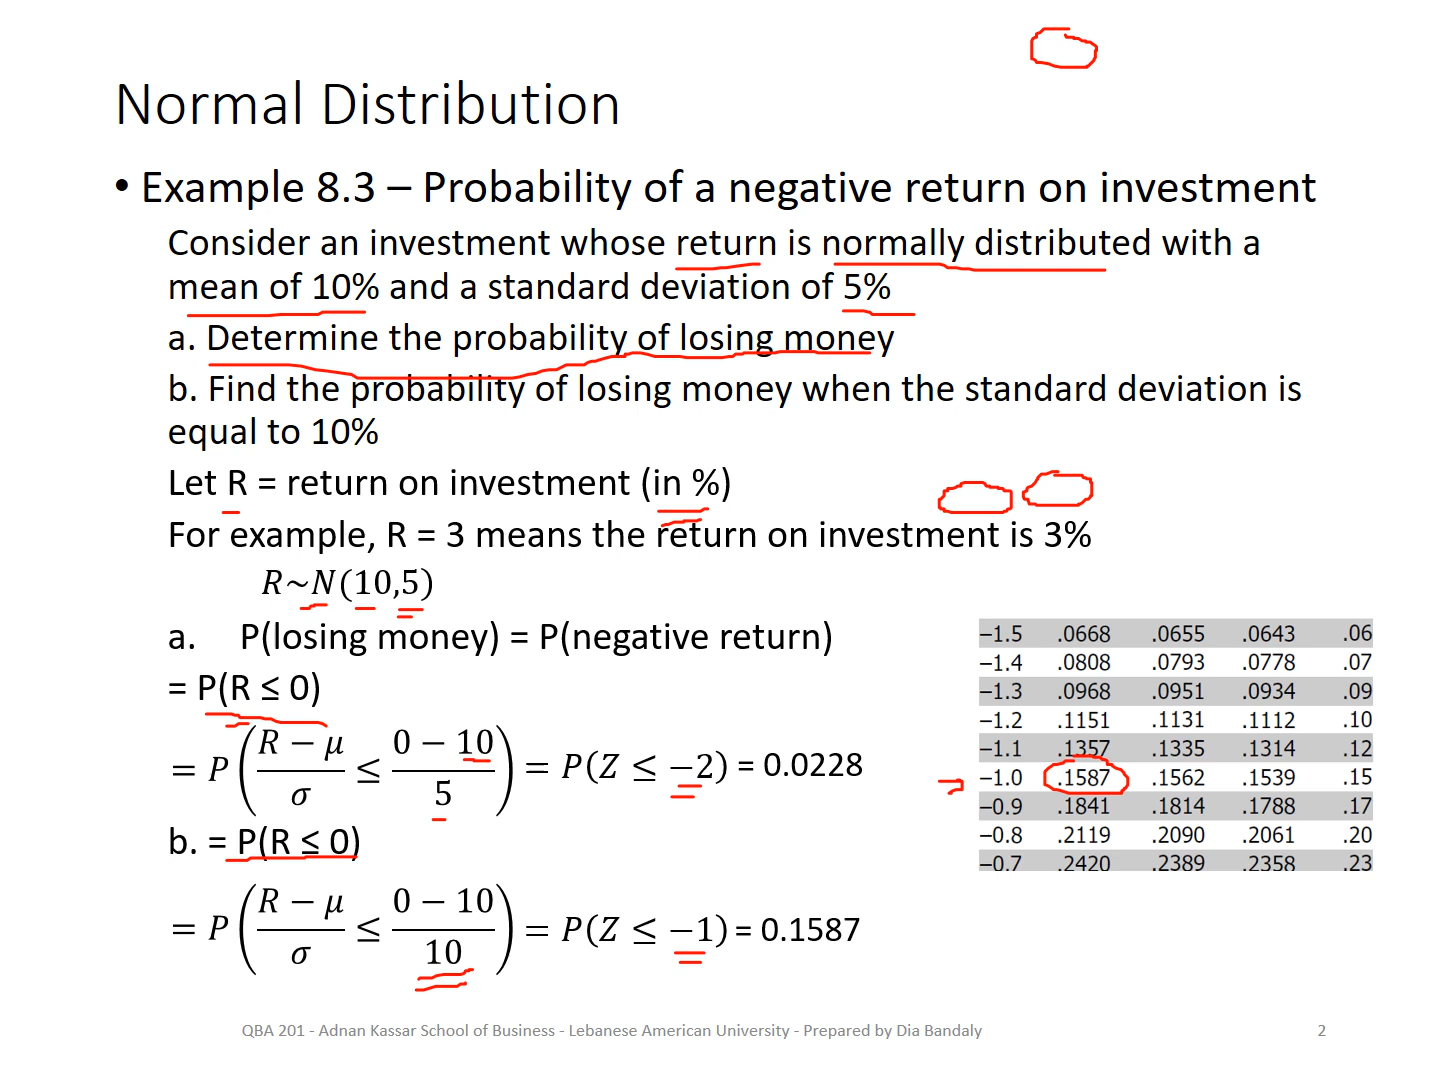 Normal Distribution
• Example 8.3 – Probability of a negative return on investment
Consider an investment whose return is normally distributed with a
mean of 10% and a standard deviation of 5%
a. Determine the probability of losing money
b. Find the probability of losing money when the standard deviation is
equal to 10%
Let R = return on investment (in %)
For example, R = 3 means the return on investment is 3%
R~N(10,5)
a. P(losing money) = P(negative return)
= P(R ≤ 0)
= P((R − μ)/σ ≤ (0 − 10)/5) = P(Z ≤ −2) = 0.0228
b. = P(R ≤ 0)
= P((R − μ)/σ ≤ (0 − 10)/10) = P(Z ≤ −1) = 0.1587
−1.5 .0668 .0655 .0643 .06
−1.4 .0808 .0793 .0778 .07
−1.3 .0968 .0951 .0934 .09
−1.2 .1151 .1131 .1112 .10
−1.1 .1357 .1335 .1314 .12
−1.0 .1587 .1562 .1539 .15
−0.9 .1841 .1814 .1788 .17
−0.8 .2119 .2090 .2061 .20
−0.7 .2420 .2389 .2358 .23
QBA 201 - Adnan Kassar School of Business - Lebanese American University - Prepared by Dia Bandaly
2